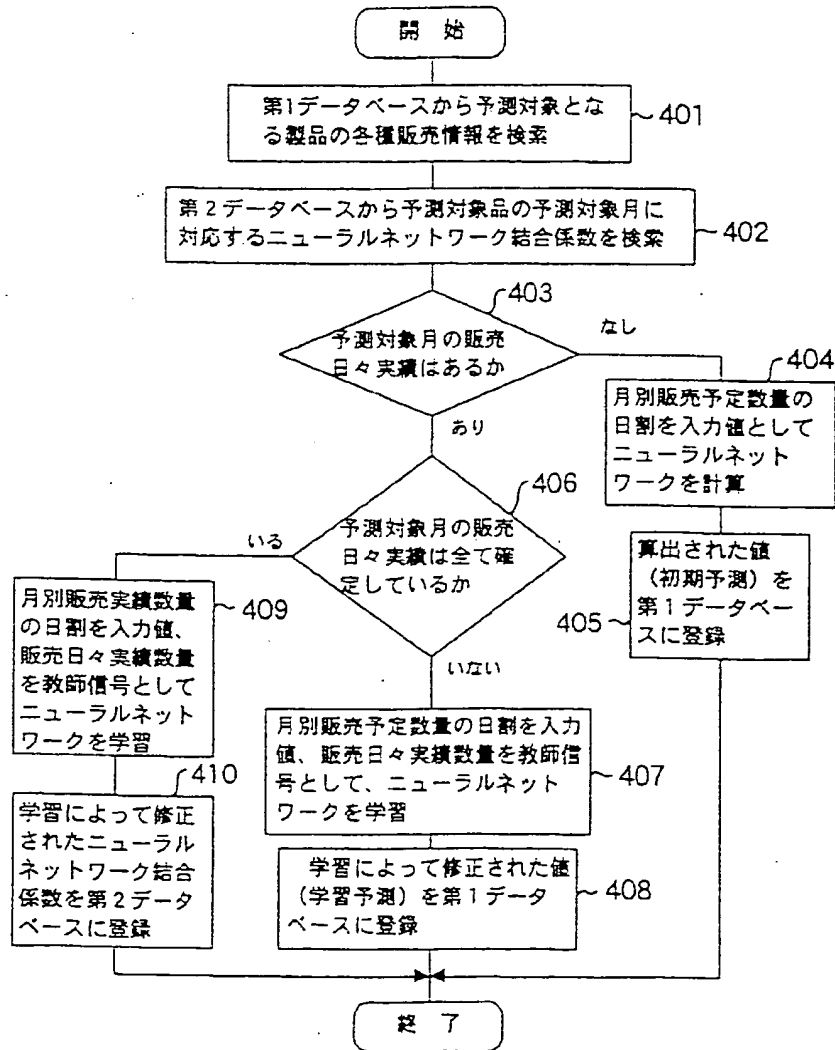 開 始
第1データベースから予測対象とな
る製品の各種販売情報を検索
401
第2データベースから予測対象品の予測対象月に
対応するニューラルネットワーク結合係数を検索
402
403
予測対象月の販売
日々実績はあるか
なし
あり
404
月別販売予定数量の
日割を入力値として
ニューラルネット
ワークを計算
405
算出された値
(初期予測)を
第1データベー
スに登録
406
予測対象月の販売
日々実績は全て確
定しているか
いる
いない
409
月別販売実績数量
の日割を入力値、
販売日々実績数量
を教師信号として
ニューラルネット
ワークを学習
410
学習によって修正
されたニューラル
ネットワーク結合
係数を第2データ
ベースに登録
月別販売予定数量の日割を入力
値、販売日々実績数量を教師信
号として、ニューラルネット
ワークを学習
407
学習によって修正された値
(学習予測)を第1データ
ベースに登録
408
終 了